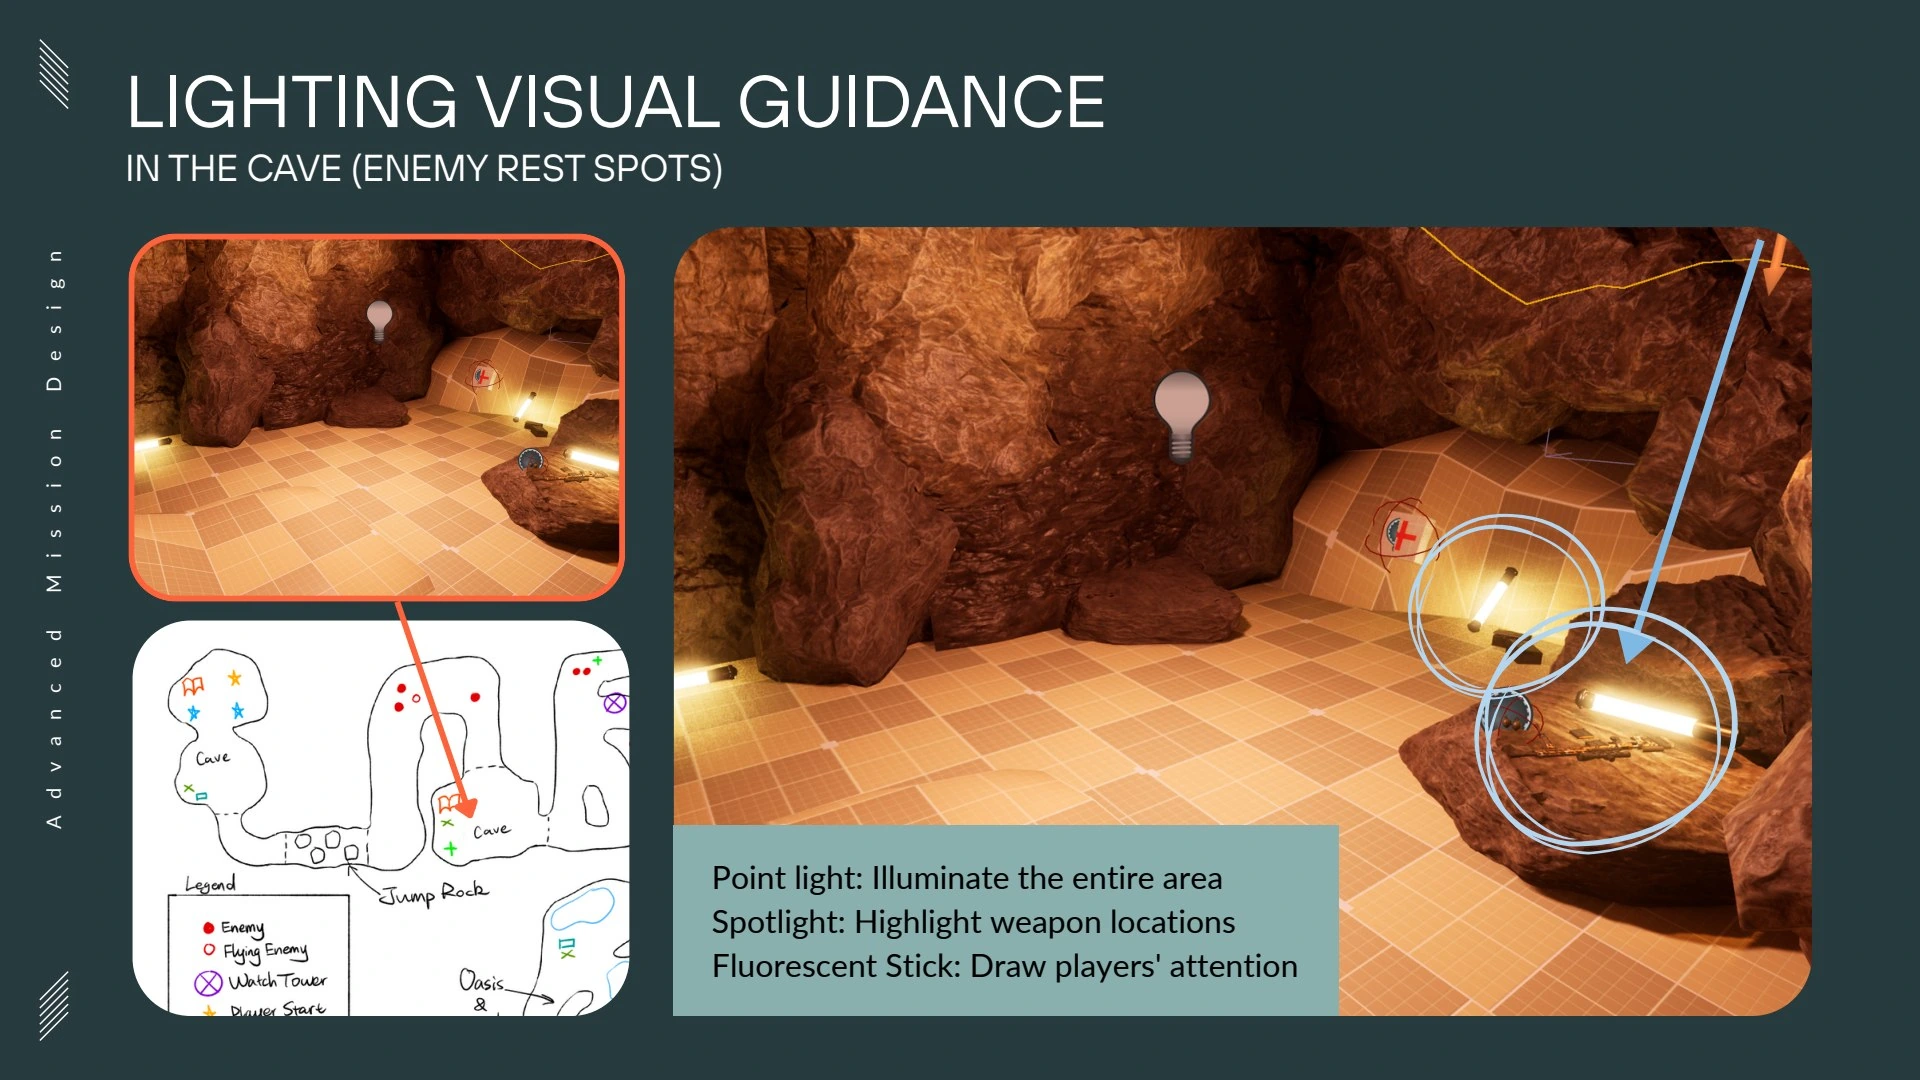 LIGHTING VISUAL GUIDANCE
IN THE CAVE (ENEMY REST SPOTS)
Advanced Mission Design
Cave
Cave
Jump Rock
Legend
Enemy
Flying Enemy
Watch Tower
Player Start
Oasis
&
Point light: Illuminate the entire area
Spotlight: Highlight weapon locations
Fluorescent Stick: Draw players' attention